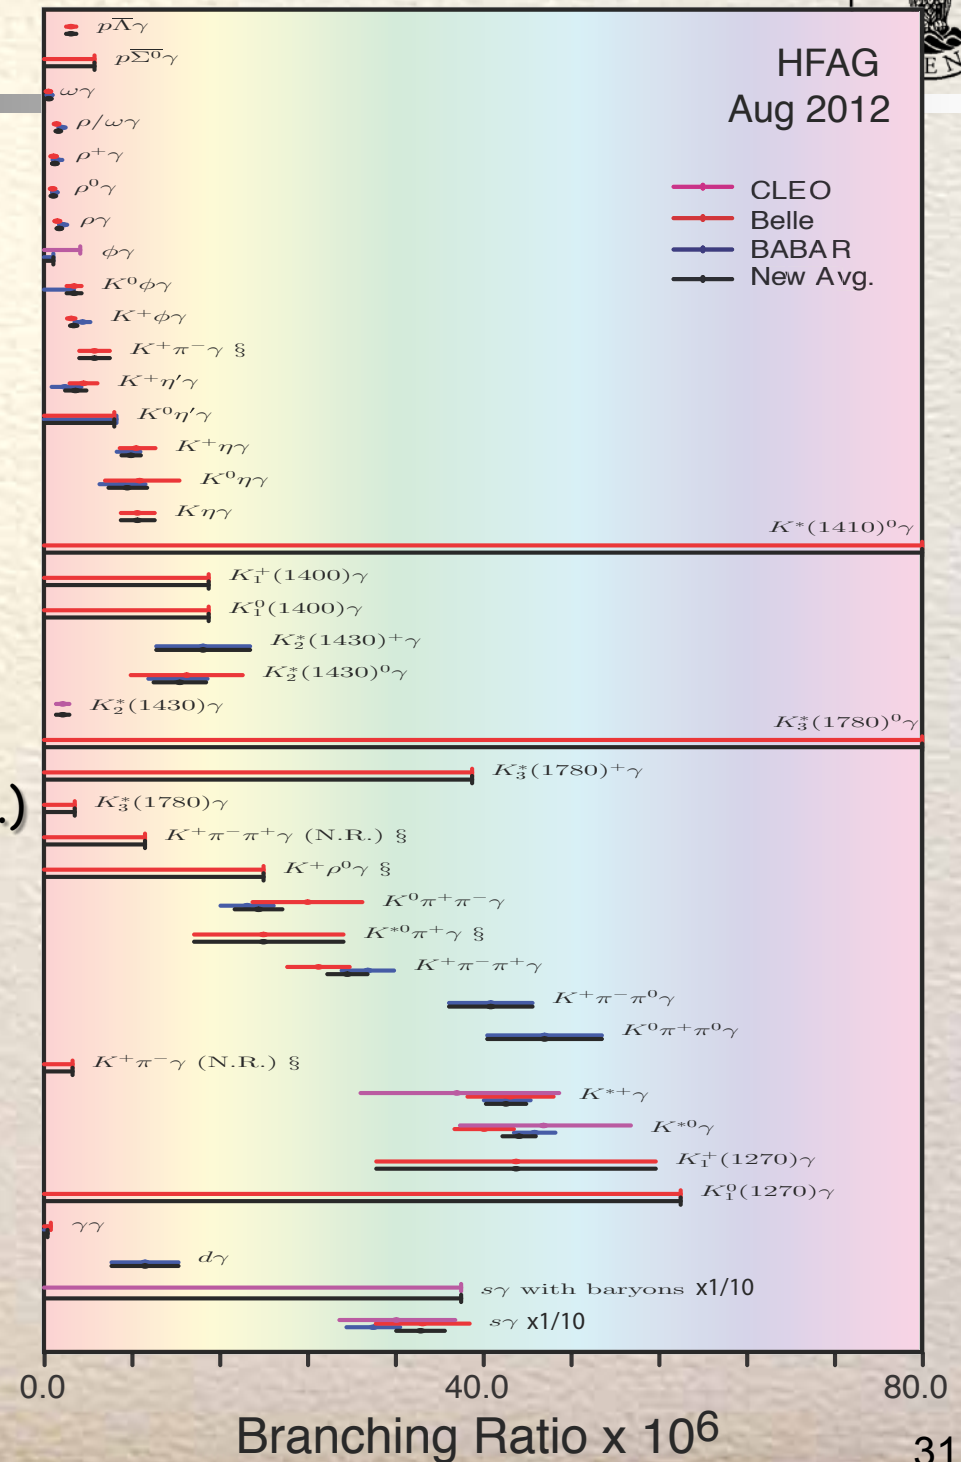 EN
HFAG
Aug 2012
CLEO
Belle
BABAR
New Avg.
pΛ̅γ
pΣ̅⁰γ
ωγ
ρ/ωγ
ρ⁺γ
ρ⁰γ
ργ
ϕγ
K⁰ϕγ
K⁺ϕγ
K⁺π⁻γ §
K⁺η′γ
K⁰η′γ
K⁺ηγ
K⁰ηγ
Kηγ
K*(1410)⁰γ
K₁⁺(1400)γ
K₁⁰(1400)γ
K₂*(1430)⁺γ
K₂*(1430)⁰γ
K₂*(1430)γ
K₃*(1780)⁰γ
K₃*(1780)⁺γ
.)
K₃*(1780)γ
K⁺π⁻π⁺γ (N.R.) §
K⁺ρ⁰γ §
K⁰π⁺π⁻γ
K*⁰π⁺γ §
K⁺π⁻π⁺γ
K⁺π⁻π⁰γ
K⁰π⁺π⁰γ
K⁺π⁻γ (N.R.) §
K*⁺γ
K*⁰γ
K₁⁺(1270)γ
K₁⁰(1270)γ
γγ
dγ
sγ with baryons x1/10
sγ x1/10
0.0 40.0 80.0
Branching Ratio x 10⁶
31